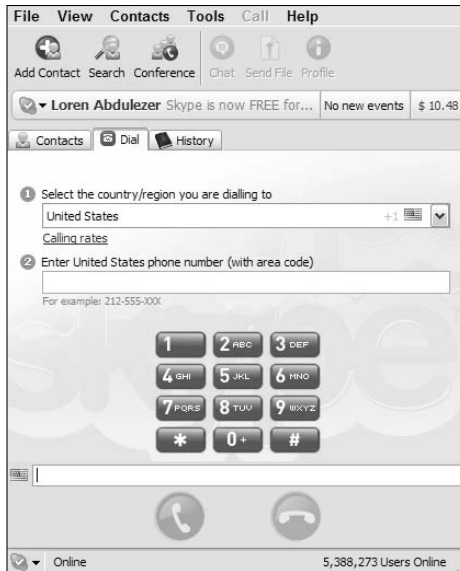 File View Contacts Tools Call Help
Add Contact Search Conference Chat Send File Profile
Loren Abdulezer Skype is now FREE for... No new events $ 10.48
Contacts Dial History
1 Select the country/region you are dialling to
United States +1
Calling rates
2 Enter United States phone number (with area code)
For example: 212-555-XXX
1 2 ABC 3 DEF
4 GHI 5 JKL 6 MNO
7 PQRS 8 TUV 9 WXYZ
* 0 + #
Online 5,388,273 Users Online